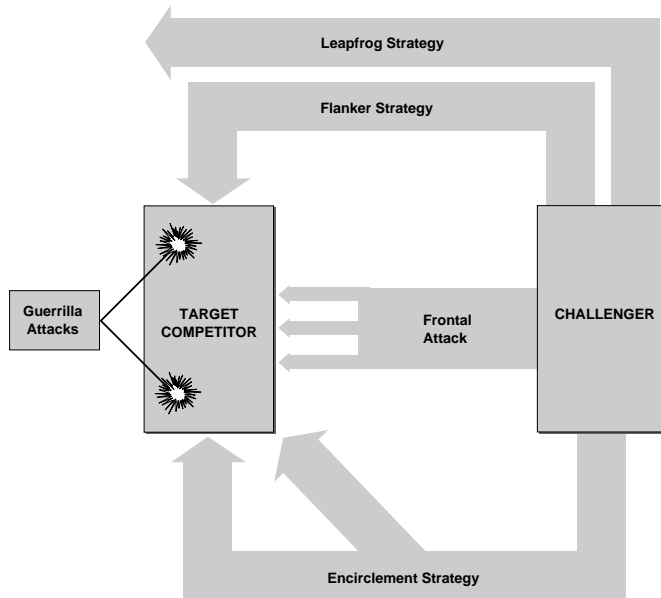 Leapfrog Strategy
Flanker Strategy
Guerrilla
Attacks
TARGET
COMPETITOR
Frontal
Attack
CHALLENGER
Encirclement Strategy